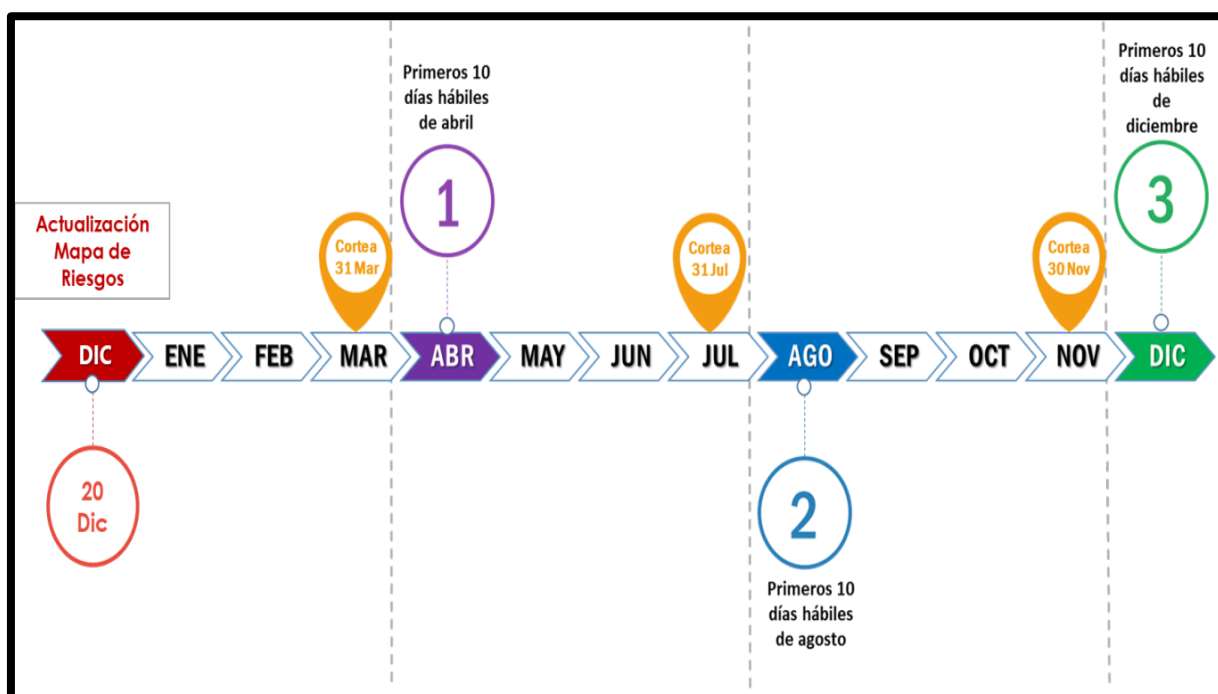 Primeros 10
días hábiles
de abril
1
Primeros 10
días hábiles
de
diciembre
3
Actualización
Mapa de
Riesgos
Cortea
31 Mar
Cortea
31 Jul
Cortea
30 Nov
DIC
ENE
FEB
MAR
ABR
MAY
JUN
JUL
AGO
SEP
OCT
NOV
DIC
20
Dic
2
Primeros 10
días hábiles
de agosto